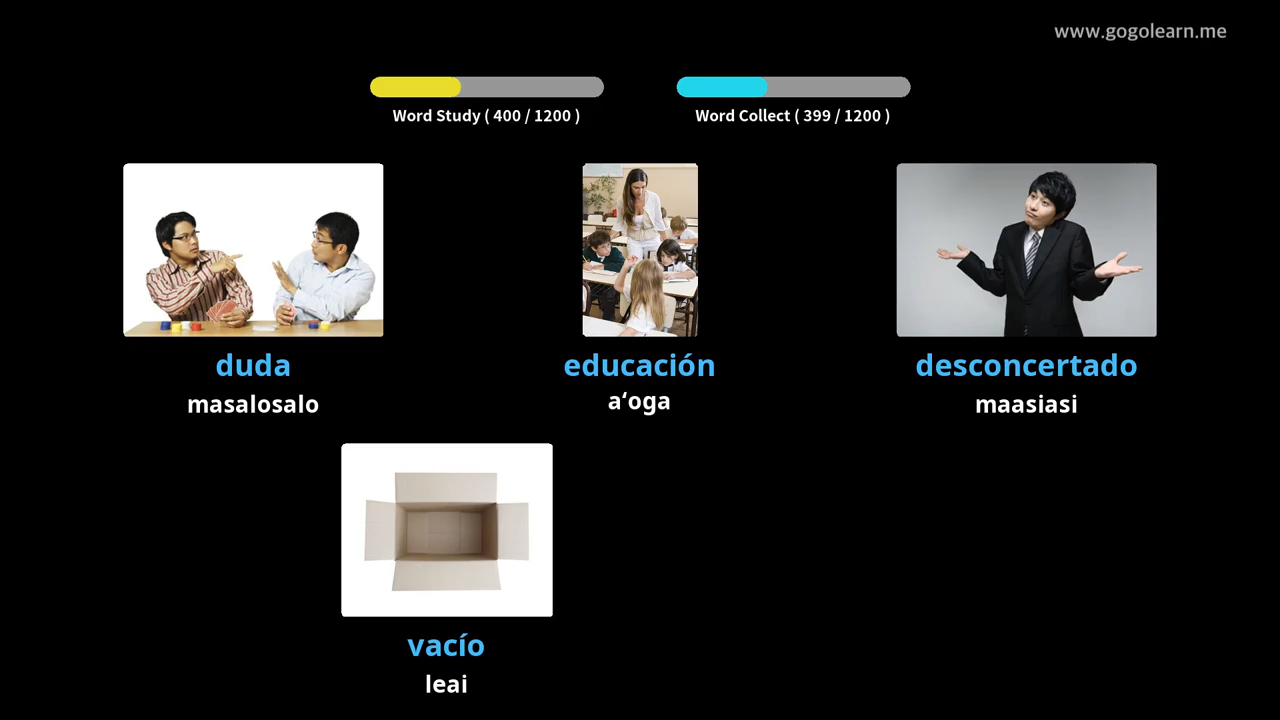 www.gogolearn.me
Word Study ( 400 / 1200 )
Word Collect ( 399 / 1200 )
duda
masalosalo
educación
a‘oga
desconcertado
maasiasi
vacío
leai